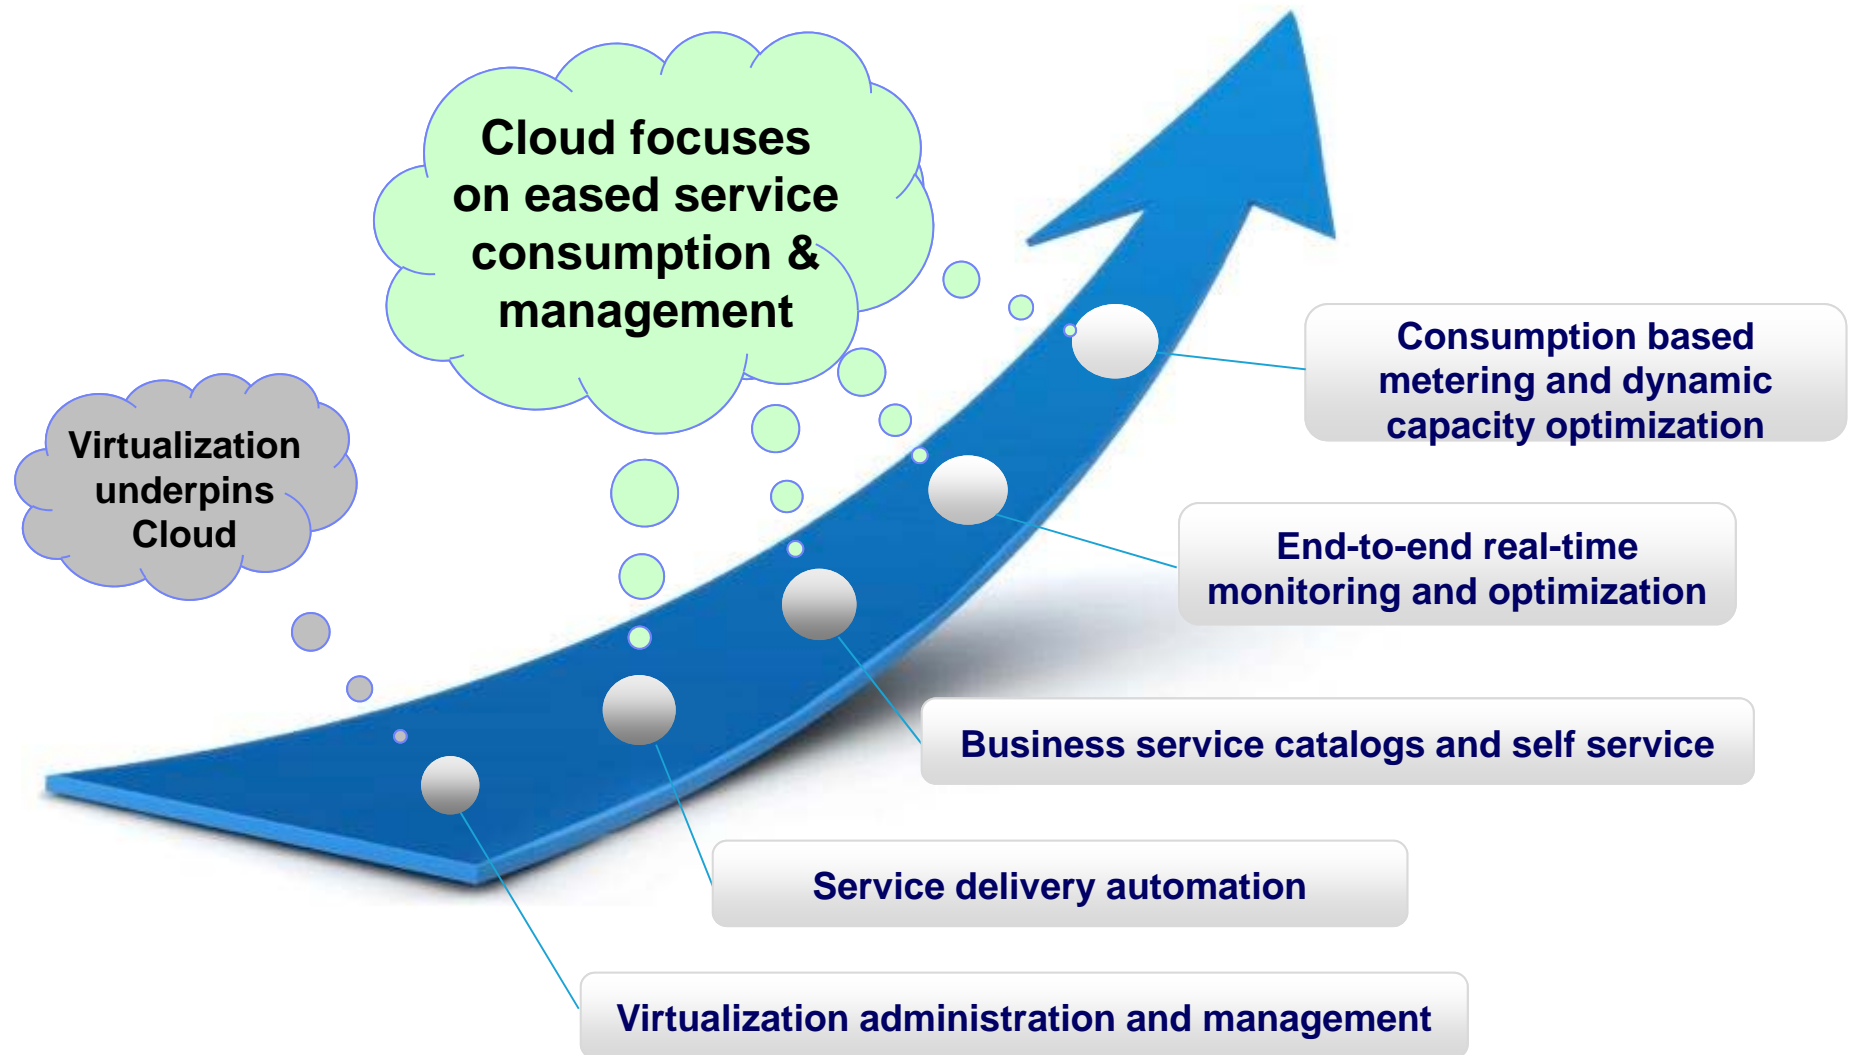 Cloud focuses
on eased service
consumption &
management
Virtualization
underpins
Cloud
Consumption based
metering and dynamic
capacity optimization
End-to-end real-time
monitoring and optimization
Business service catalogs and self service
Service delivery automation
Virtualization administration and management